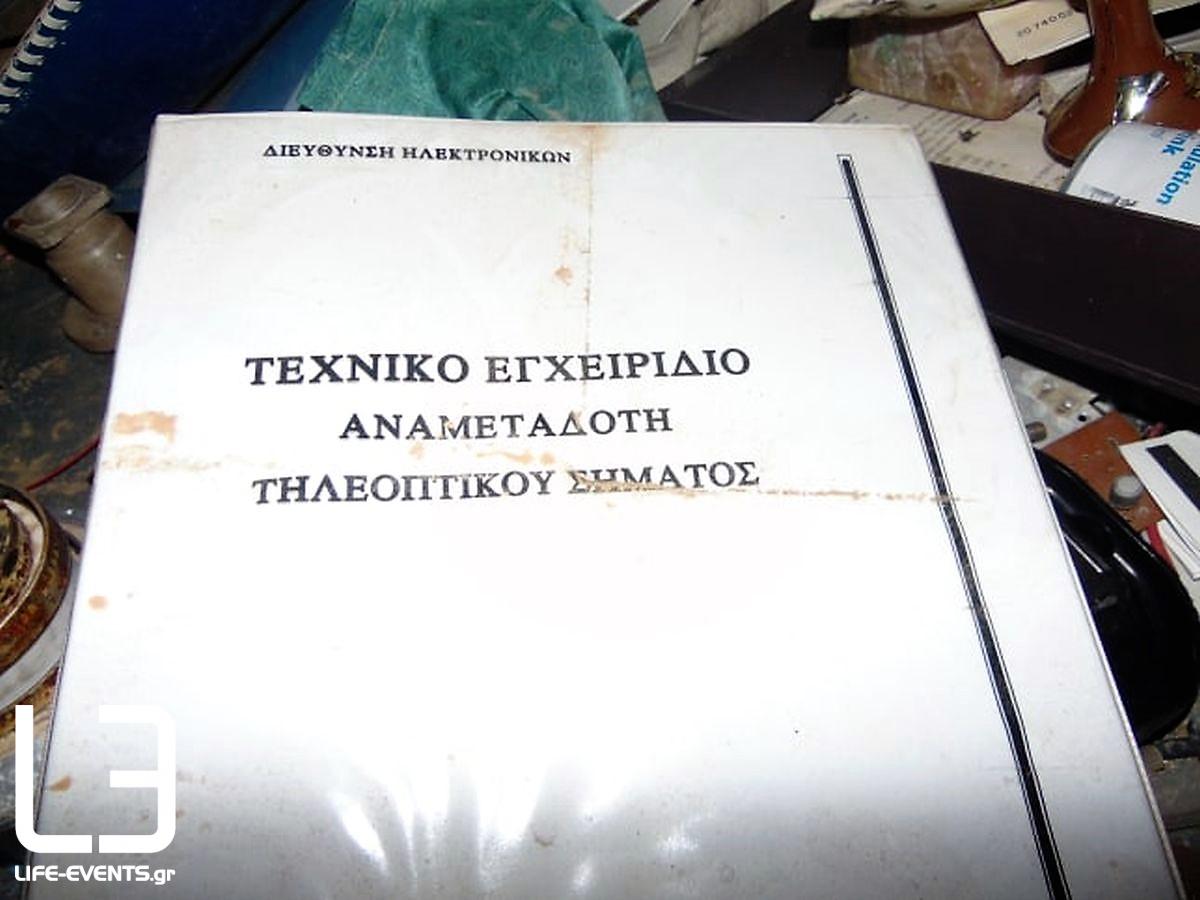 ΔΙΕΥΘΥΝΣΗ ΗΛΕΚΤΡΟΝΙΚΩΝ
ΤΕΧΝΙΚΟ ΕΓΧΕΙΡΙΔΙΟ
ΑΝΑΜΕΤΑΔΟΤΗ
ΤΗΛΕΟΠΤΙΚΟΥ ΣΗΜΑΤΟΣ
LIFE-EVENTS.gr